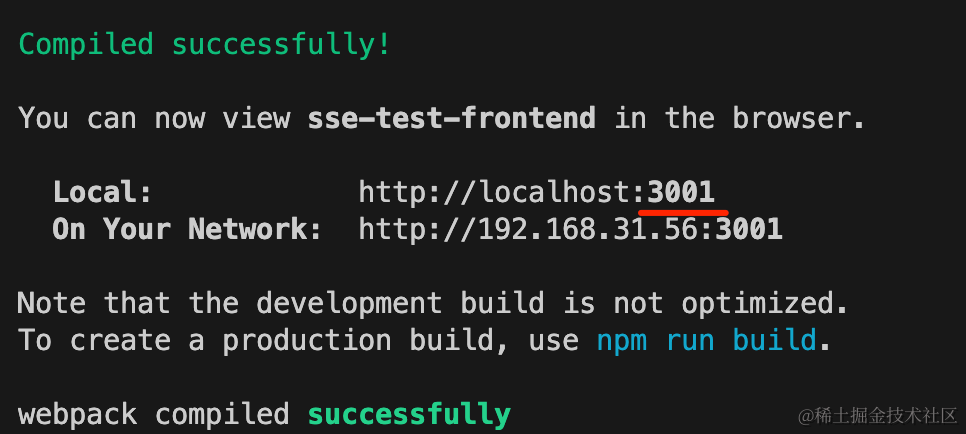 Compiled successfully!
You can now view sse-test-frontend in the browser.
Local: http://localhost:3001
On Your Network: http://192.168.31.56:3001
Note that the development build is not optimized.
To create a production build, use npm run build.
webpack compiled successfully
@稀土掘金技术社区